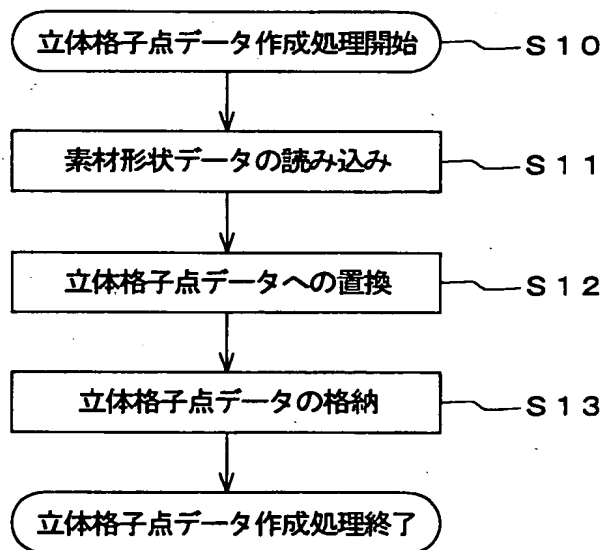 立体格子点データ作成処理開始 S10
素材形状データの読み込み S11
立体格子点データへの置換 S12
立体格子点データの格納 S13
立体格子点データ作成処理終了